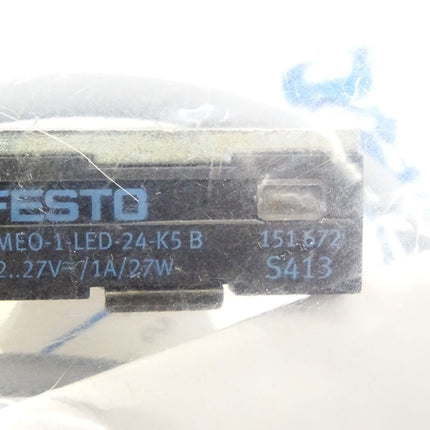 FESTO
MEO-1-LED-24-K5 B 151 672
2..27V⎓/1A/27W S413